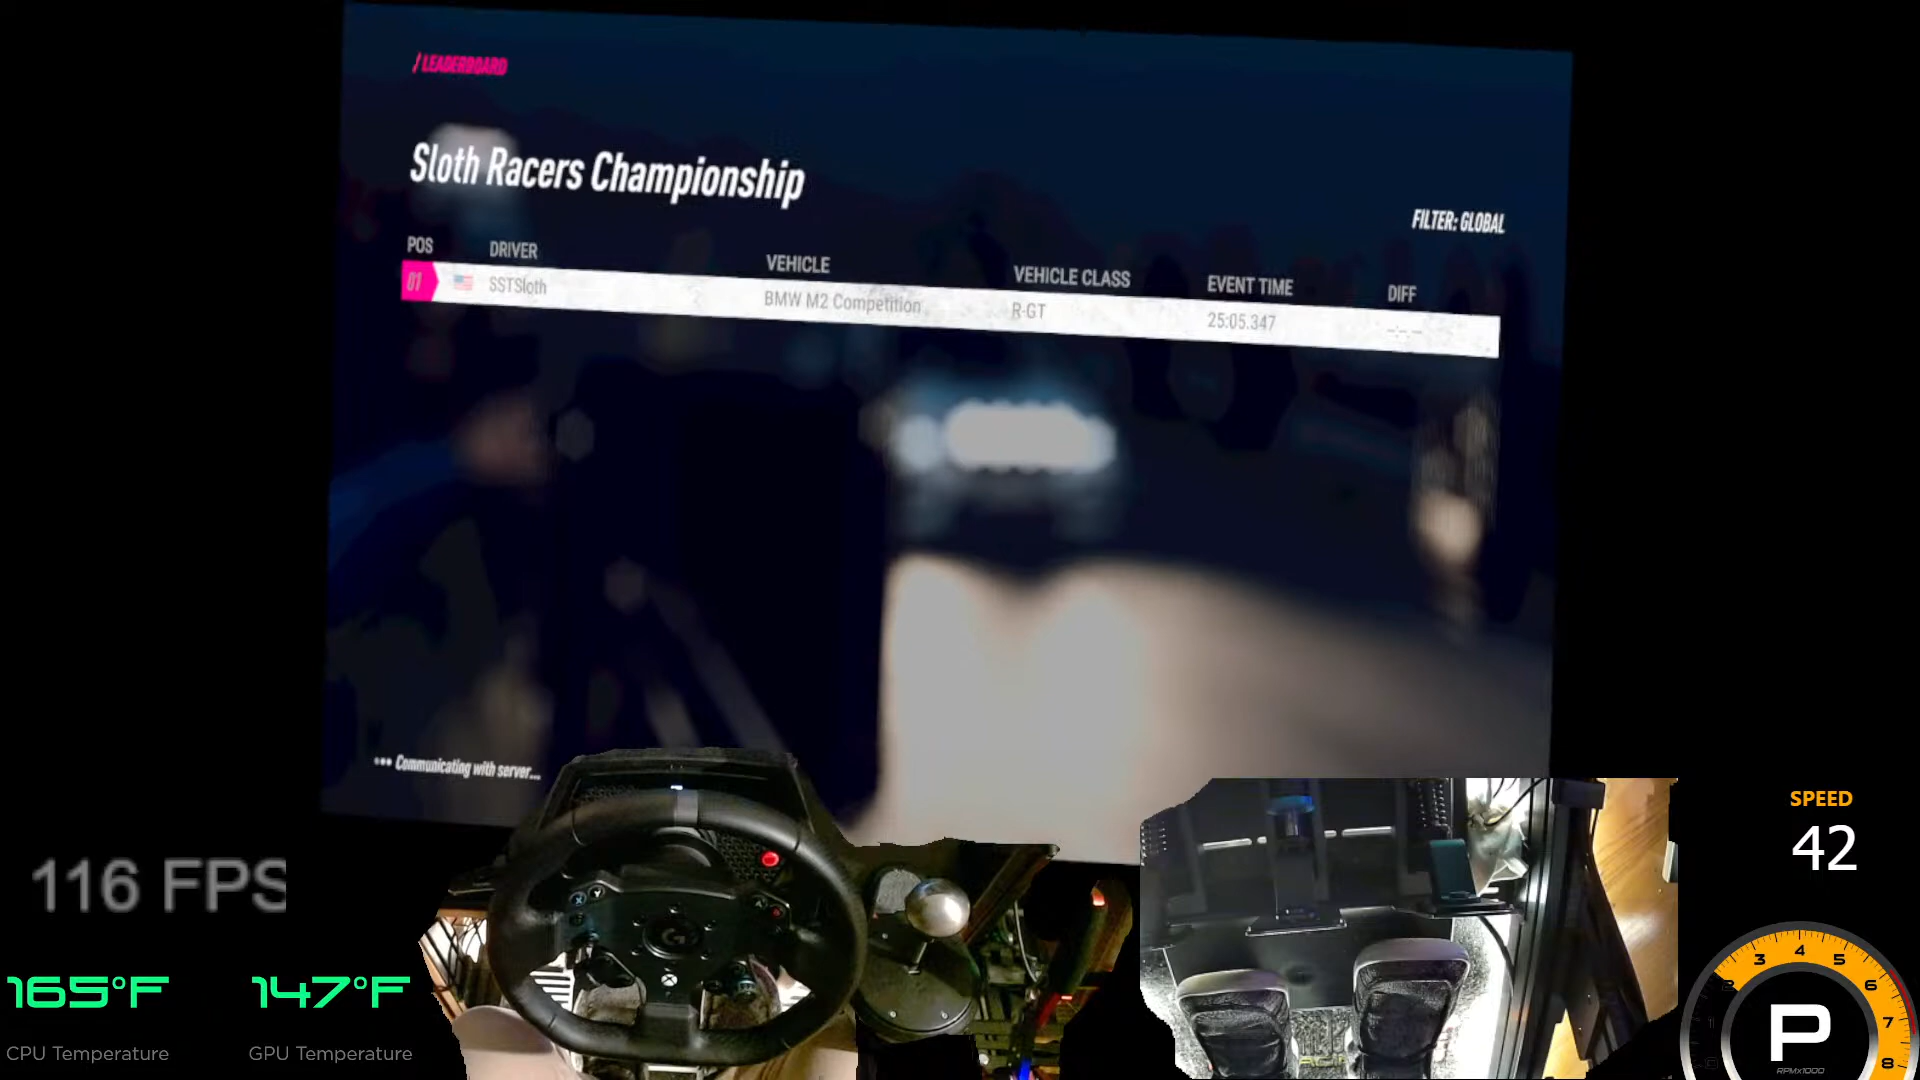 / LEADERBOARD
Sloth Racers Championship
FILTER: GLOBAL
POS DRIVER VEHICLE VEHICLE CLASS EVENT TIME DIFF
01 SSTSloth BMW M2 Competition R-GT 25:05.347 --:-- --
••• Communicating with server...
116 FPS
165°F 147°F
CPU Temperature GPU Temperature
SPEED
42
2 3 4 5 6 7 8
P
RPMx1000